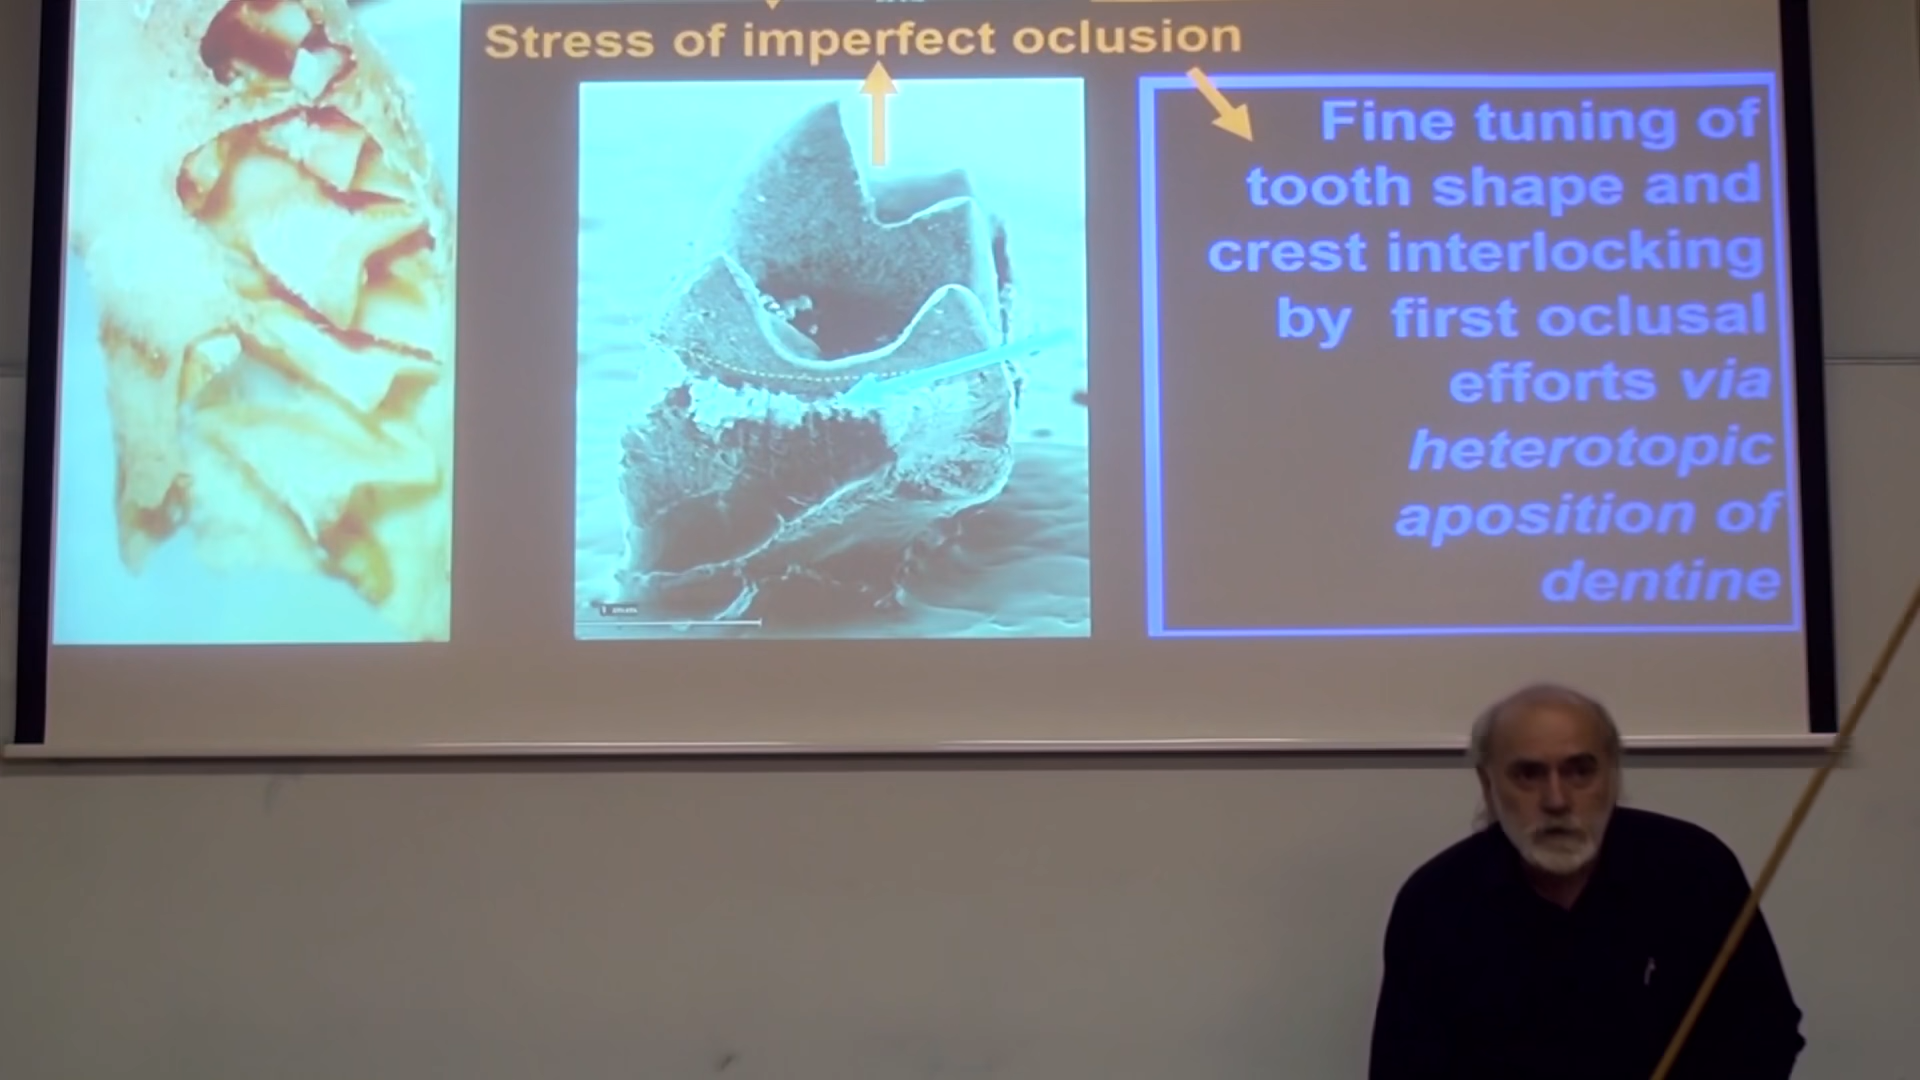 Stress of imperfect oclusion
Fine tuning of
tooth shape and
crest interlocking
by first oclusal
efforts via
heterotopic
aposition of
dentine